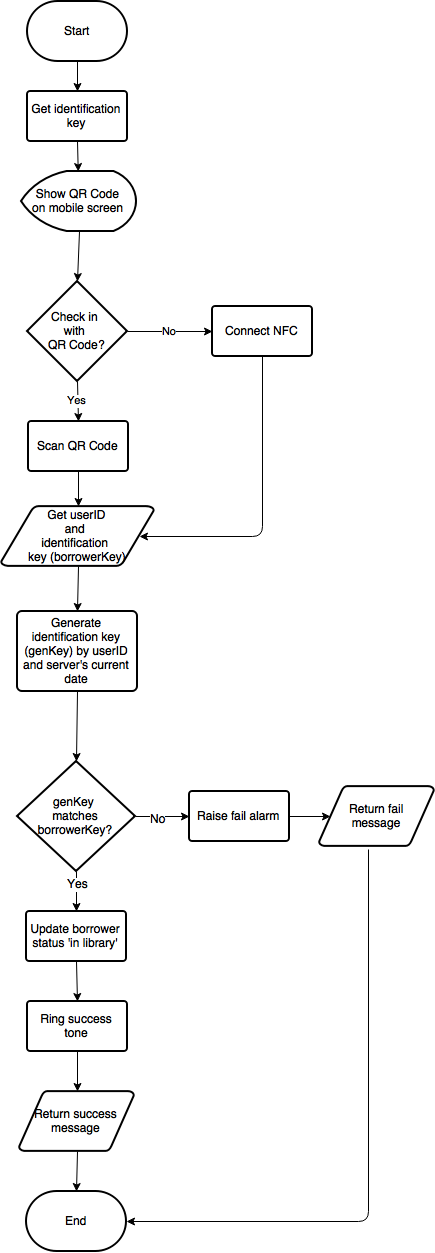 Start
Get identification
key
Show QR Code
on mobile screen
Check in
with
QR Code?
No
Connect NFC
Yes
Scan QR Code
Get userID
and
identification
key (borrowerKey)
Generate
identification key
(genKey) by userID
and server's current
date
genKey
matches
borrowerKey?
No
Raise fail alarm
Return fail
message
Yes
Update borrower
status 'in library'
Ring success
tone
Return success
message
End